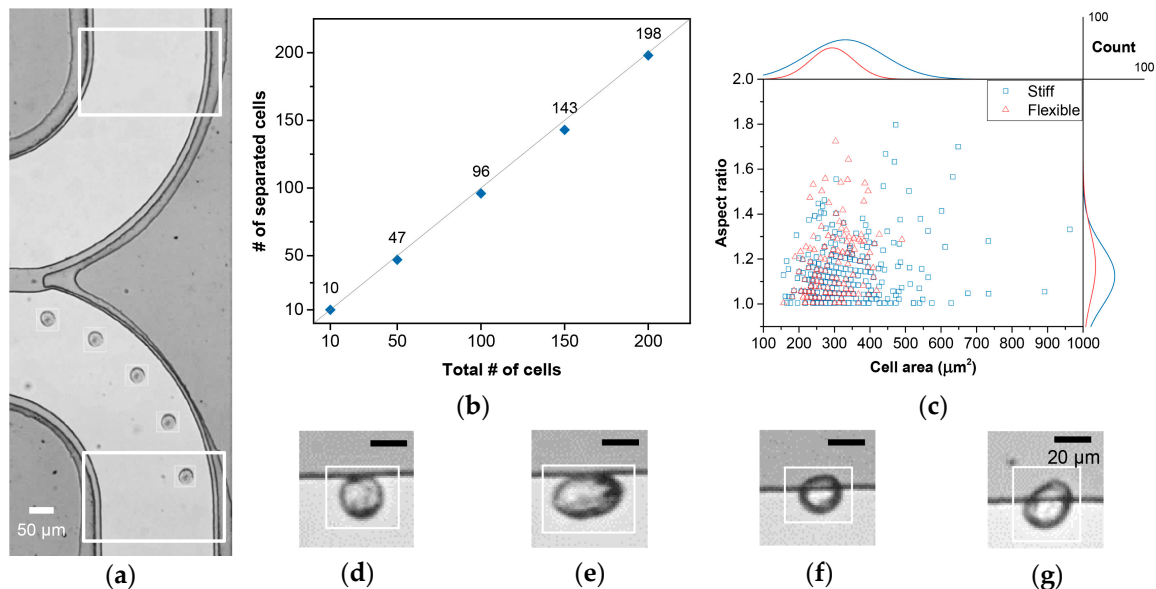 50 µm
(a)
# of separated cells
200
150
100
50
10
10
47
96
143
198
10
50
100
150
200
Total # of cells
(b)
100
Count
100
Stiff
Flexible
Aspect ratio
2.0
1.8
1.6
1.4
1.2
1.0
100 200 300 400 500 600 700 800 900 1000
Cell area (µm²)
(c)
20 µm
(d)
(e)
(f)
(g)